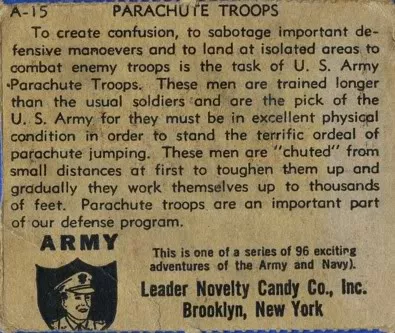 A-15 PARACHUTE TROOPS
To create confusion, to sabotage important de-
fensive manoevers and to land at isolated areas to
combat enemy troops is the task of U. S. Army
Parachute Troops. These men are trained longer
than the usual soldiers and are the pick of the
U. S. Army for they must be in excellent physical
condition in order to stand the terrific ordeal of
parachute jumping. These men are "chuted" from
small distances at first to toughen them up and
gradually they work themselves up to thousands
of feet. Parachute troops are an important part
of our defense program.
ARMY
This is one of a series of 96 exciting
adventures of the Army and Navy).
Leader Novelty Candy Co., Inc.
Brooklyn, New York